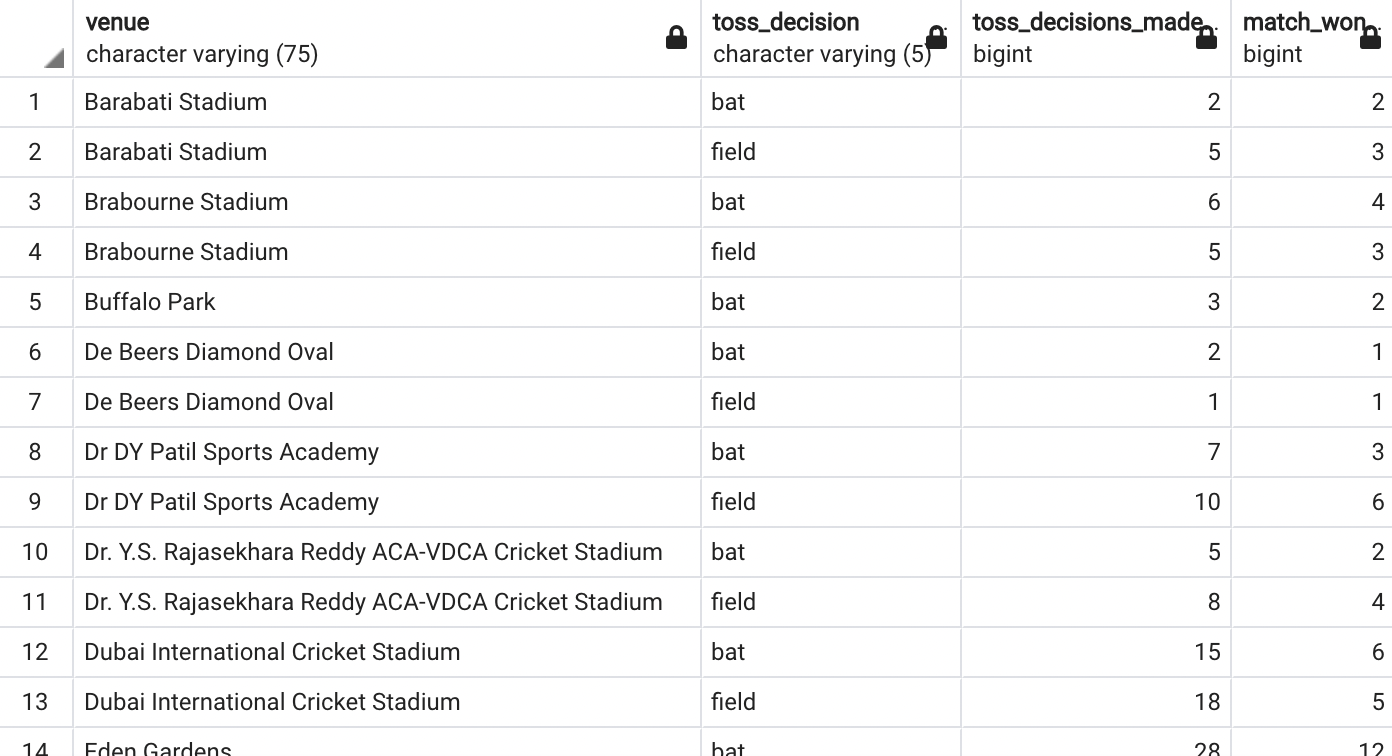 venue toss_decision toss_decisions_made match_won
character varying (75) character varying (5) bigint bigint
1 Barabati Stadium bat 2 2
2 Barabati Stadium field 5 3
3 Brabourne Stadium bat 6 4
4 Brabourne Stadium field 5 3
5 Buffalo Park bat 3 2
6 De Beers Diamond Oval bat 2 1
7 De Beers Diamond Oval field 1 1
8 Dr DY Patil Sports Academy bat 7 3
9 Dr DY Patil Sports Academy field 10 6
10 Dr. Y.S. Rajasekhara Reddy ACA-VDCA Cricket Stadium bat 5 2
11 Dr. Y.S. Rajasekhara Reddy ACA-VDCA Cricket Stadium field 8 4
12 Dubai International Cricket Stadium bat 15 6
13 Dubai International Cricket Stadium field 18 5
14 Eden Gardens bat 28 12